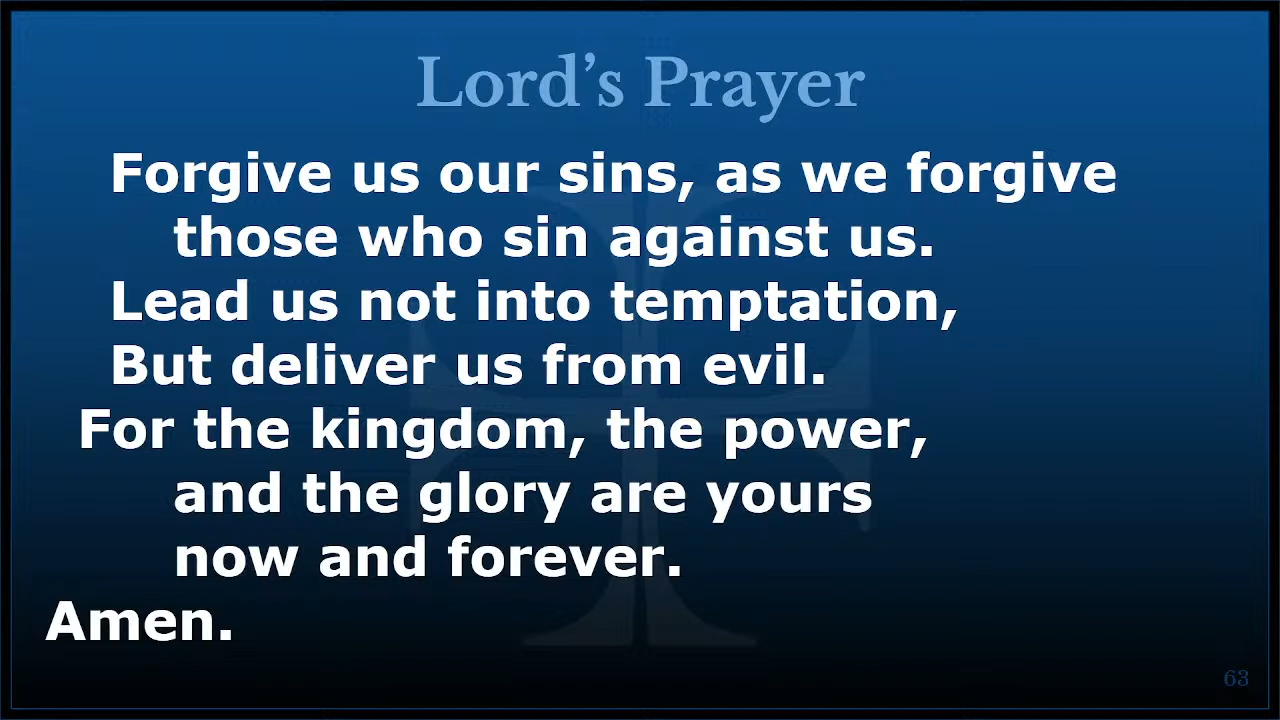 Lord’s Prayer
Forgive us our sins, as we forgive
those who sin against us.
Lead us not into temptation,
But deliver us from evil.
For the kingdom, the power,
and the glory are yours
now and forever.
Amen.
63